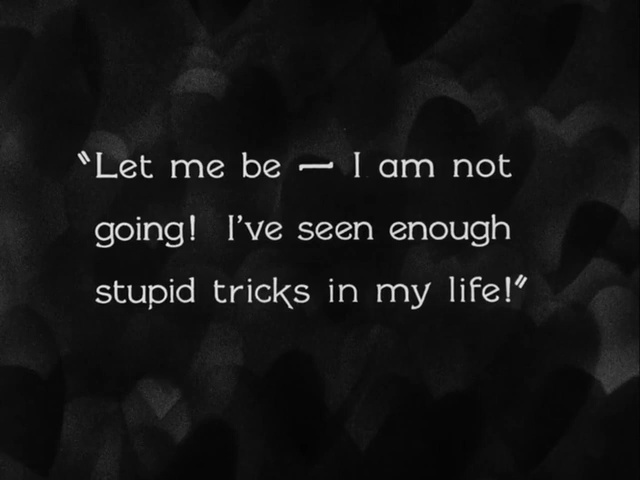 "Let me be — I am not
going! I've seen enough
stupid tricks in my life!"